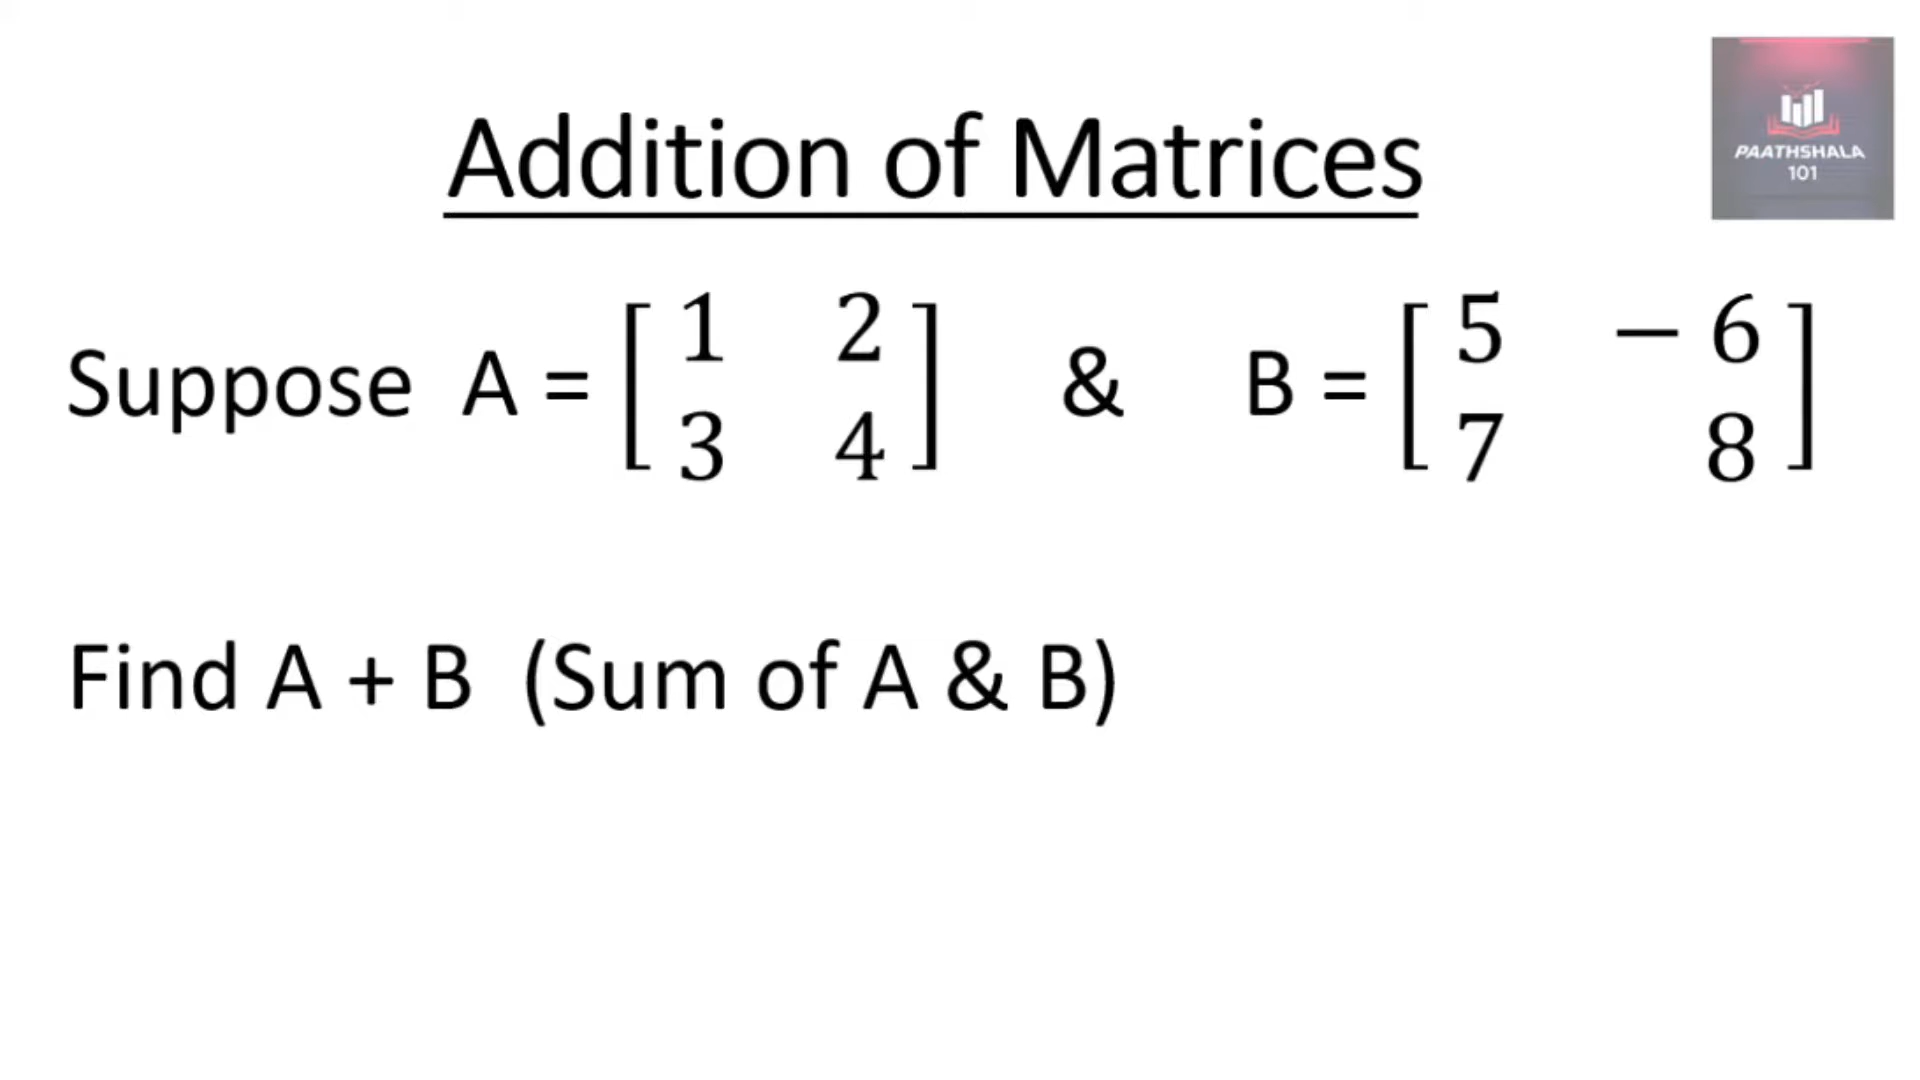 Addition of Matrices
PAATHSHALA
101
Suppose A = [ 1 2 ] & B = [ 5 − 6 ]
[ 3 4 ] [ 7 8 ]
Find A + B (Sum of A & B)